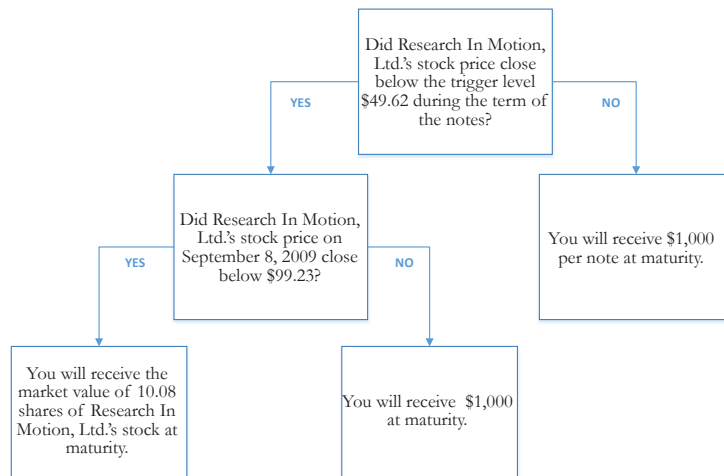 Did Research In Motion,
Ltd.'s stock price close
below the trigger level
$49.62 during the term of
the notes?
YES
NO
Did Research In Motion,
Ltd.'s stock price on
September 8, 2009 close
below $99.23?
You will receive $1,000
per note at maturity.
YES
NO
You will receive the
market value of 10.08
shares of Research In
Motion, Ltd.'s stock at
maturity.
You will receive $1,000
at maturity.